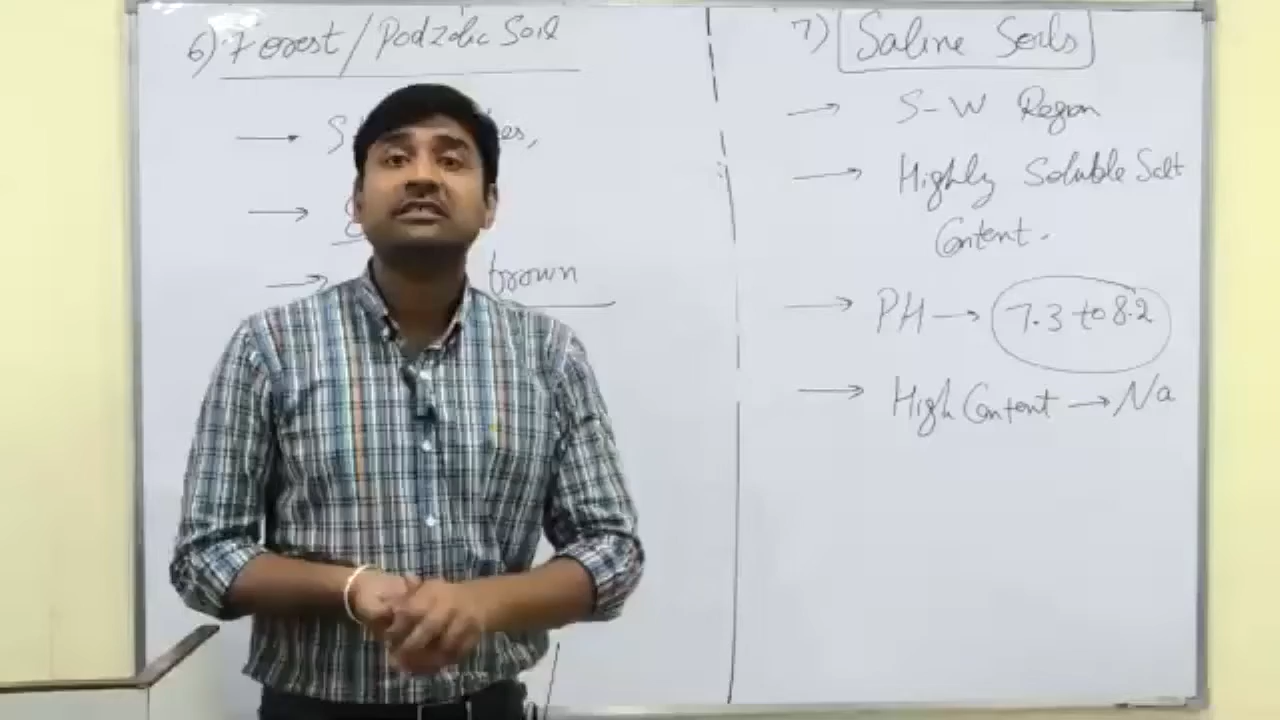 6) Forest/Podzolic Soil
→ S es,
→
→ brown
7) Saline Soils
→ S-W Region
→ Highly Soluble Salt
Content.
→ PH → 7.3 to 8.2
→ High Content → Na